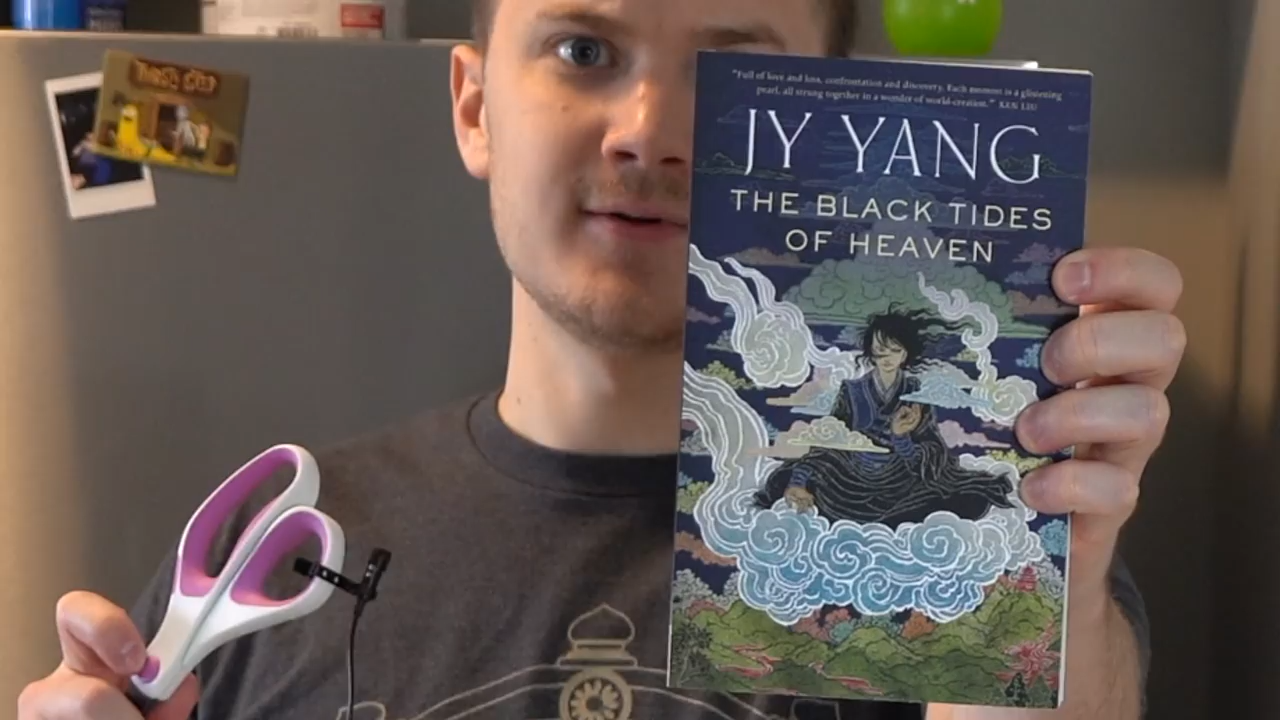 "Full of love and loss, confrontation and discovery. Each moment is a glistening
pearl, all strung together in a wonder of world-creation." KEN LIU
JY YANG
THE BLACK TIDES
OF HEAVEN